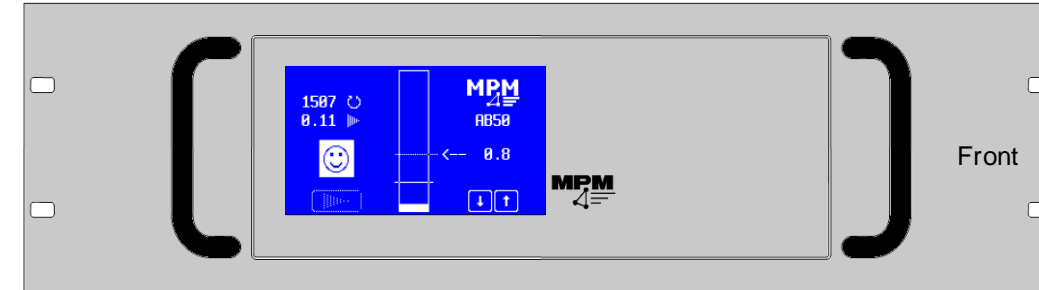 1507
0.11
MPM
AB50
<-- 0.8
MPM
Front